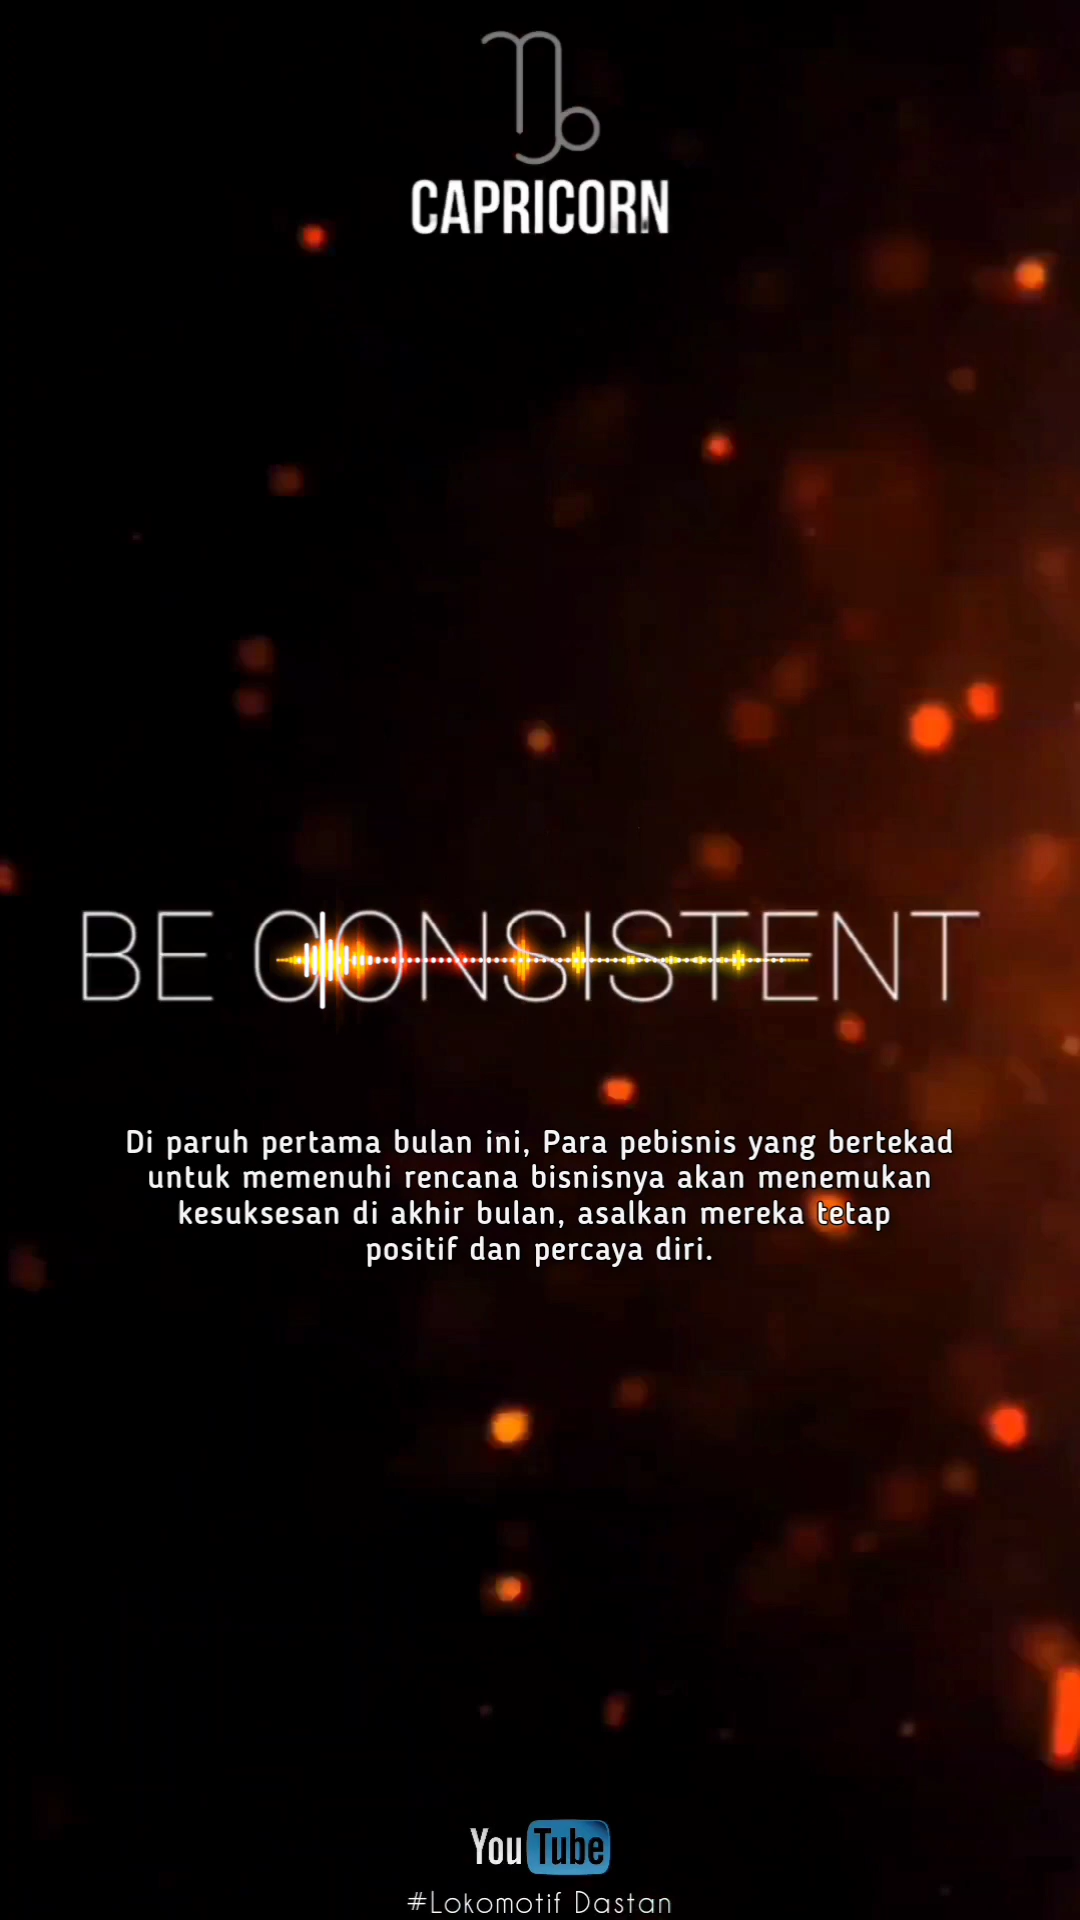 CAPRICORN
BE CONSISTENT
Di paruh pertama bulan ini, Para pebisnis yang bertekad
untuk memenuhi rencana bisnisnya akan menemukan
kesuksesan di akhir bulan, asalkan mereka tetap
positif dan percaya diri.
YouTube
#Lokomotif Dastan